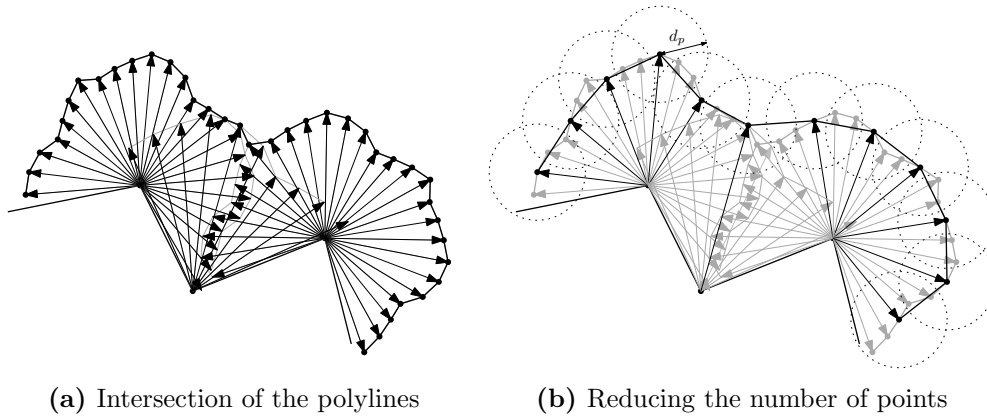 d_p
(a) Intersection of the polylines
(b) Reducing the number of points